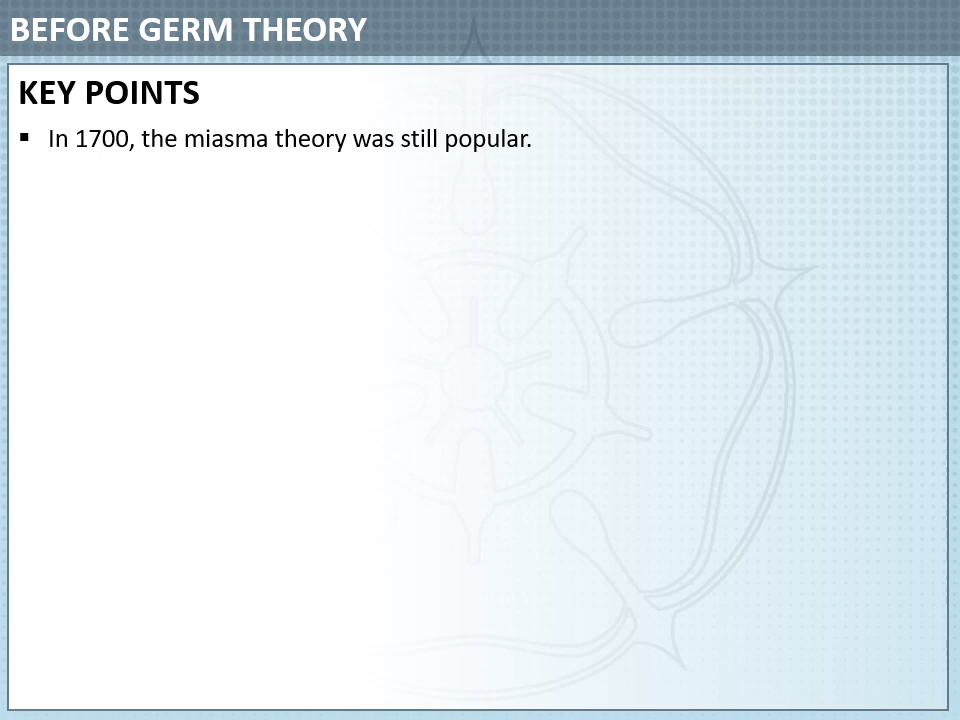 BEFORE GERM THEORY
KEY POINTS
▪ In 1700, the miasma theory was still popular.